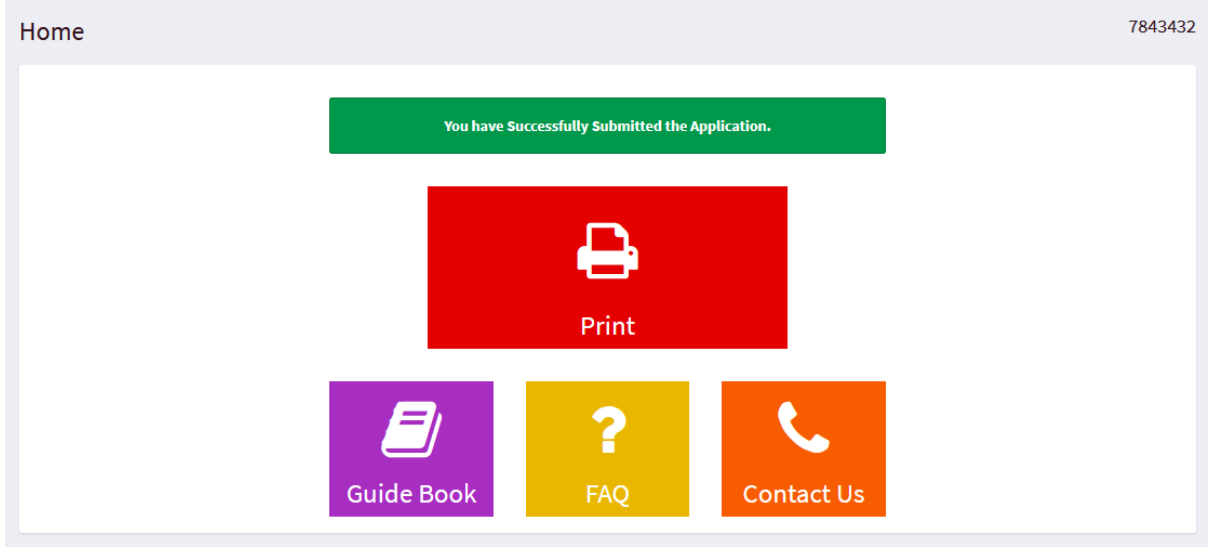 Home
7843432
You have Successfully Submitted the Application.
Print
Guide Book
FAQ
Contact Us